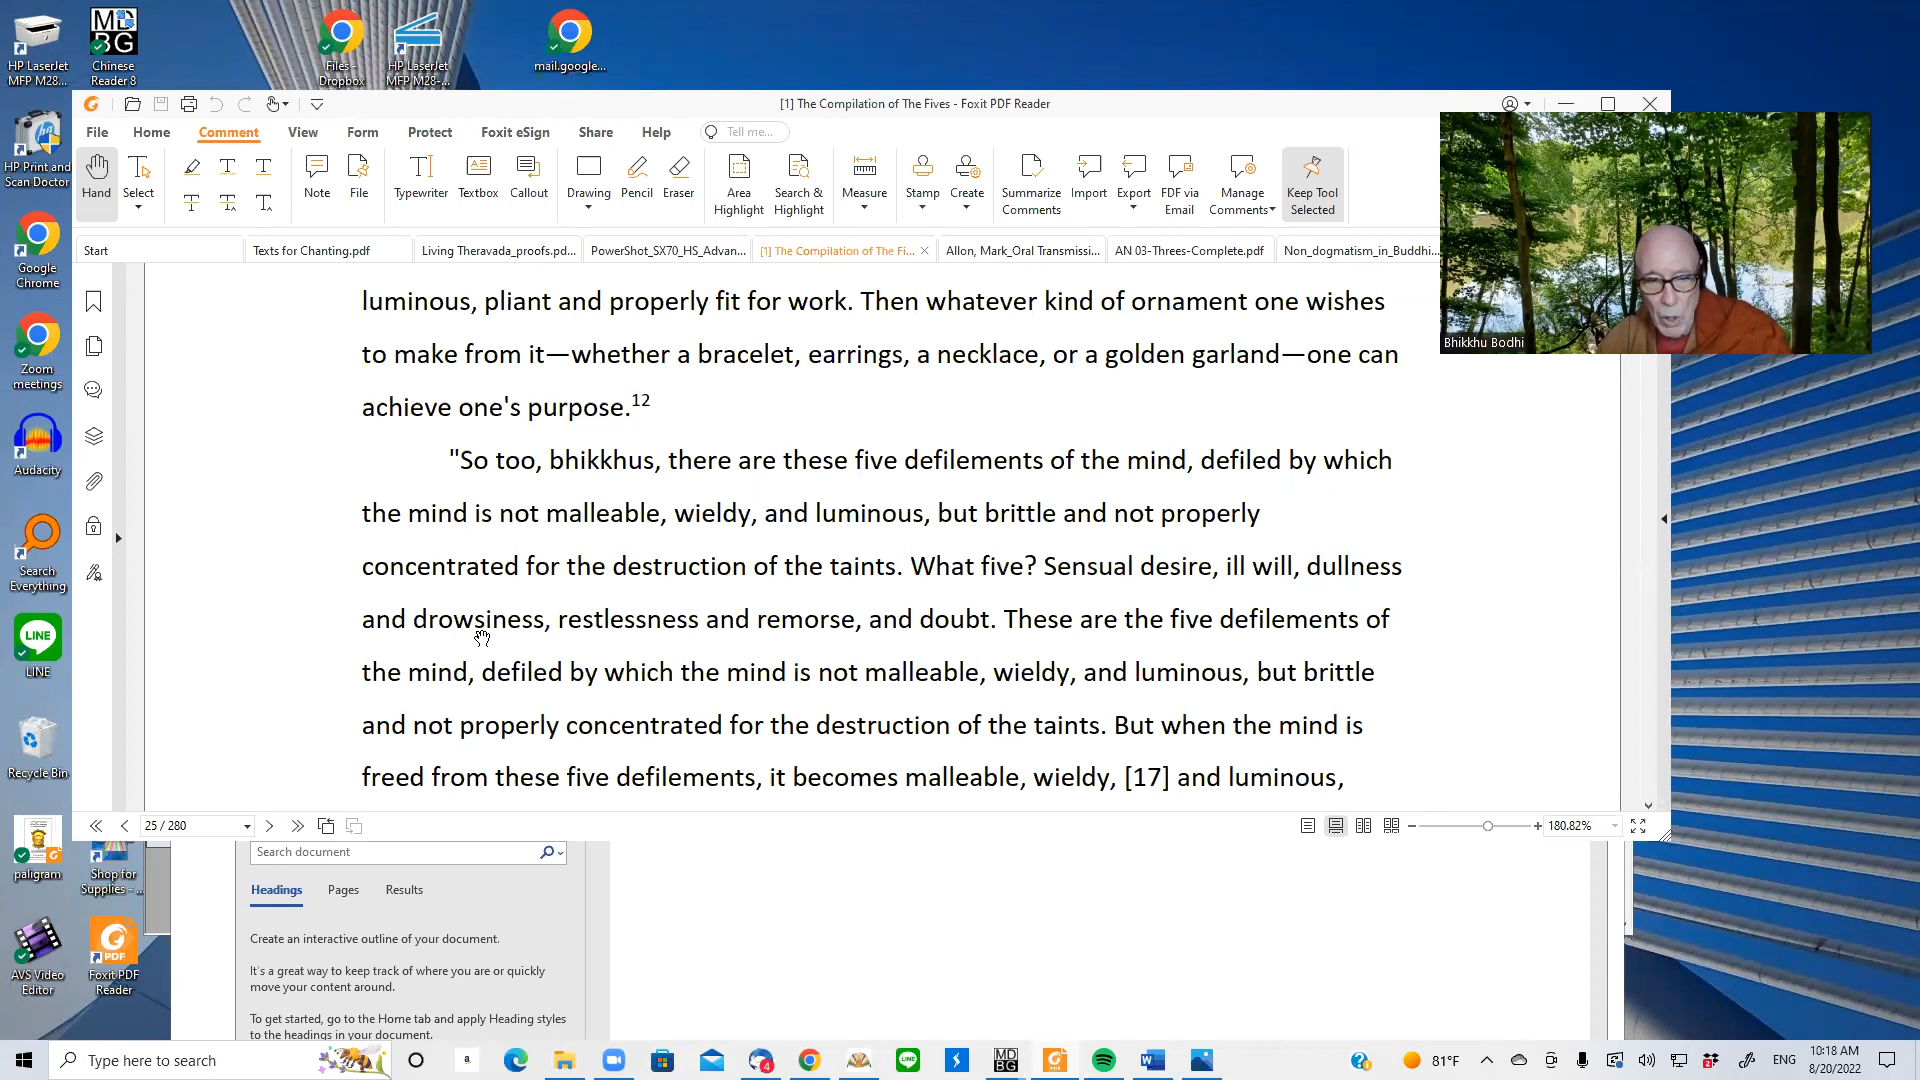 HP LaserJet
MFP M28...
Chinese
Reader 8
Files -
Dropbox
HP LaserJet
MFP M28-...
mail.google...
[1] The Compilation of The Fives - Foxit PDF Reader
File Home Comment View Form Protect Foxit eSign Share Help Tell me...
Hand Select Note File Typewriter Textbox Callout Drawing Pencil Eraser Area Highlight Search & Highlight Measure Stamp Create Summarize Comments Import Export FDF via Email Manage Comments Keep Tool Selected
Start Texts for Chanting.pdf Living Theravada_proofs.pd... PowerShot_SX70_HS_Advan... [1] The Compilation of The Fi... Allon, Mark_Oral Transmissi... AN 03-Threes-Complete.pdf Non_dogmatism_in_Buddhi...
Bhikkhu Bodhi
luminous, pliant and properly fit for work. Then whatever kind of ornament one wishes
to make from it—whether a bracelet, earrings, a necklace, or a golden garland—one can
achieve one's purpose.12
"So too, bhikkhus, there are these five defilements of the mind, defiled by which
the mind is not malleable, wieldy, and luminous, but brittle and not properly
concentrated for the destruction of the taints. What five? Sensual desire, ill will, dullness
and drowsiness, restlessness and remorse, and doubt. These are the five defilements of
the mind, defiled by which the mind is not malleable, wieldy, and luminous, but brittle
and not properly concentrated for the destruction of the taints. But when the mind is
freed from these five defilements, it becomes malleable, wieldy, [17] and luminous,
25 / 280
180.82%
HP Print and
Scan Doctor
Google
Chrome
Zoom
meetings
Audacity
Search
Everything
LINE
LINE
Recycle Bin
paligram
Shop for
Supplies - ...
AVS Video
Editor
PDF
Foxit PDF
Reader
Search document
Headings Pages Results
Create an interactive outline of your document.
It's a great way to keep track of where you are or quickly
move your content around.
To get started, go to the Home tab and apply Heading styles
to the headings in your document.
Type here to search
81°F
ENG
10:18 AM
8/20/2022